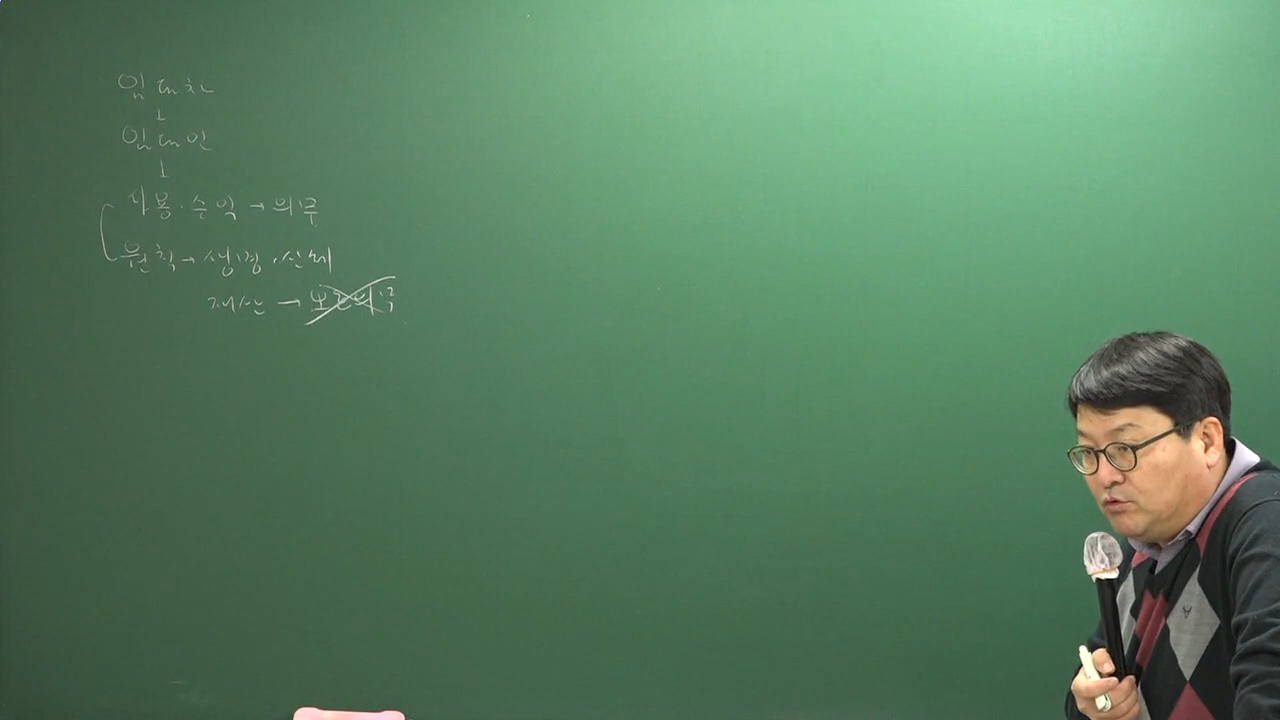 임대차
↓
임대인
↓
사용·수익 → 의무
원칙 → 생명·신체
재산 → 보호의무